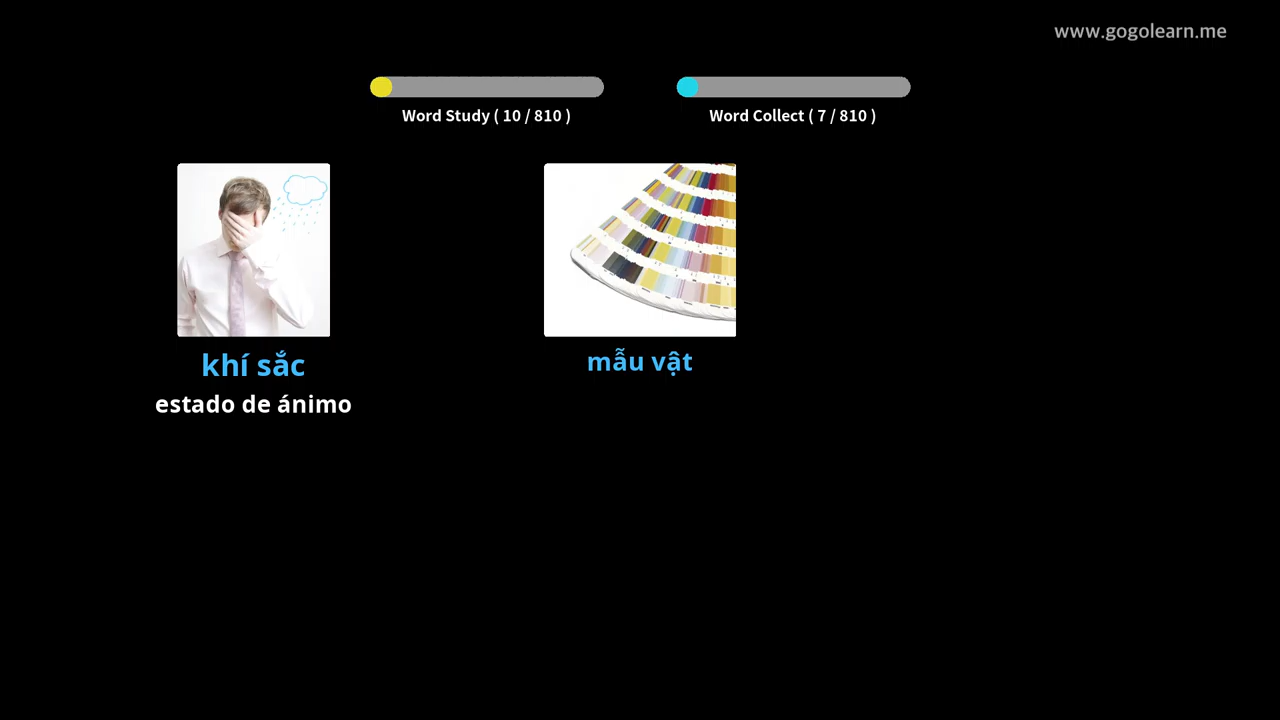 www.gogolearn.me
Word Study ( 10 / 810 )
Word Collect ( 7 / 810 )
khí sắc
estado de ánimo
mẫu vật